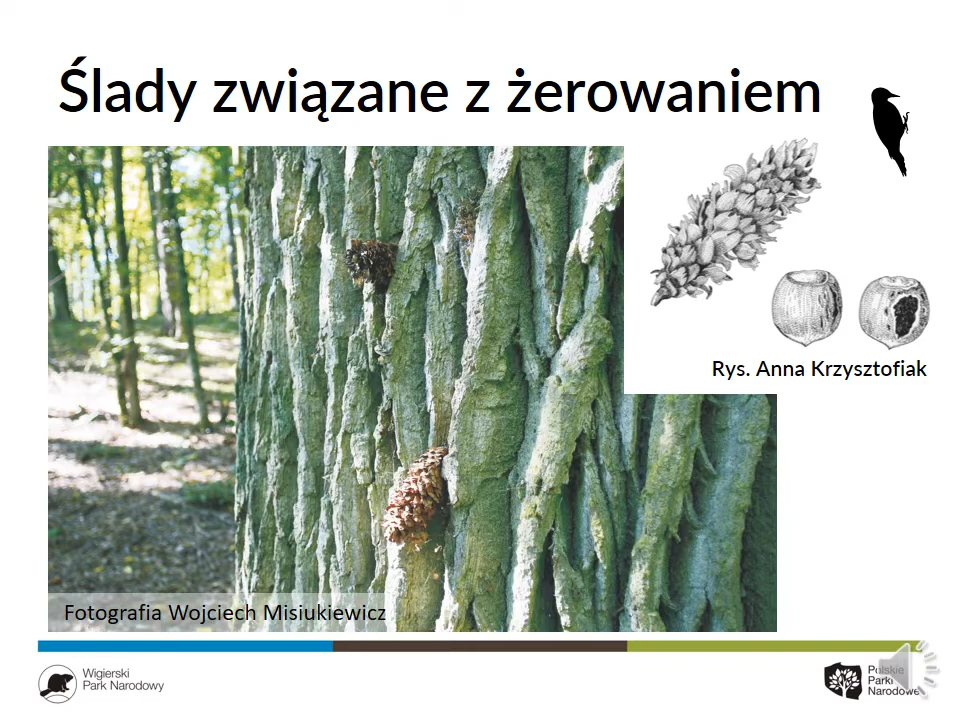 Ślady związane z żerowaniem
Rys. Anna Krzysztofiak
Fotografia Wojciech Misiukiewicz
Wigierski
Park Narodowy
Polskie
Parki
Narodowe